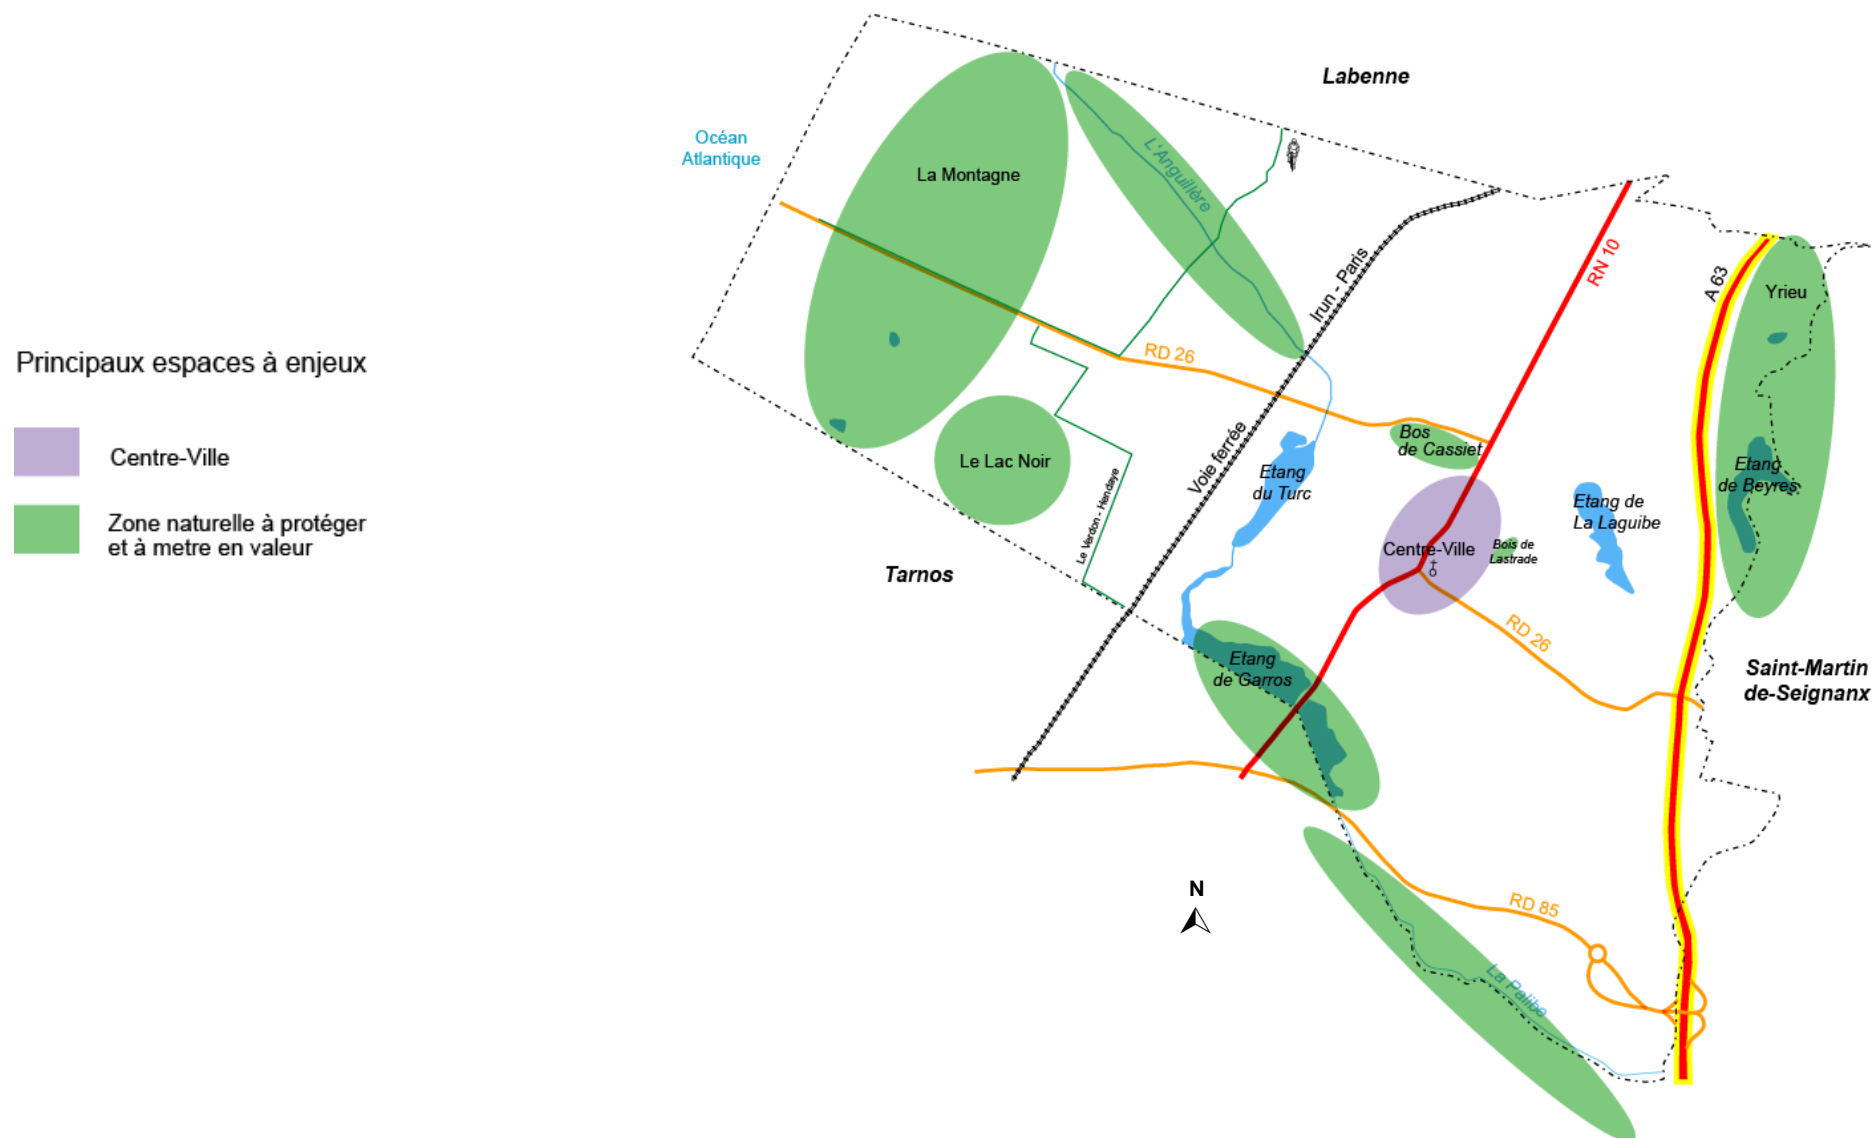 Principaux espaces à enjeux
Centre-Ville
Zone naturelle à protéger
et à metre en valeur
Labenne
Océan
Atlantique
La Montagne
L'Anguillère
RN 10
A 63
Yrieu
Irun - Paris
RD 26
Voie ferrée
Bos
de Cassiet
Le Lac Noir
Etang
du Turc
Etang
de Beyres
Etang de
La Laguibe
Le Verdon - Hendaye
Centre-Ville
Bois de
Lastrade
Tarnos
RD 26
Etang
de Garros
Saint-Martin
de-Seignanx
N
RD 85
La Palibe